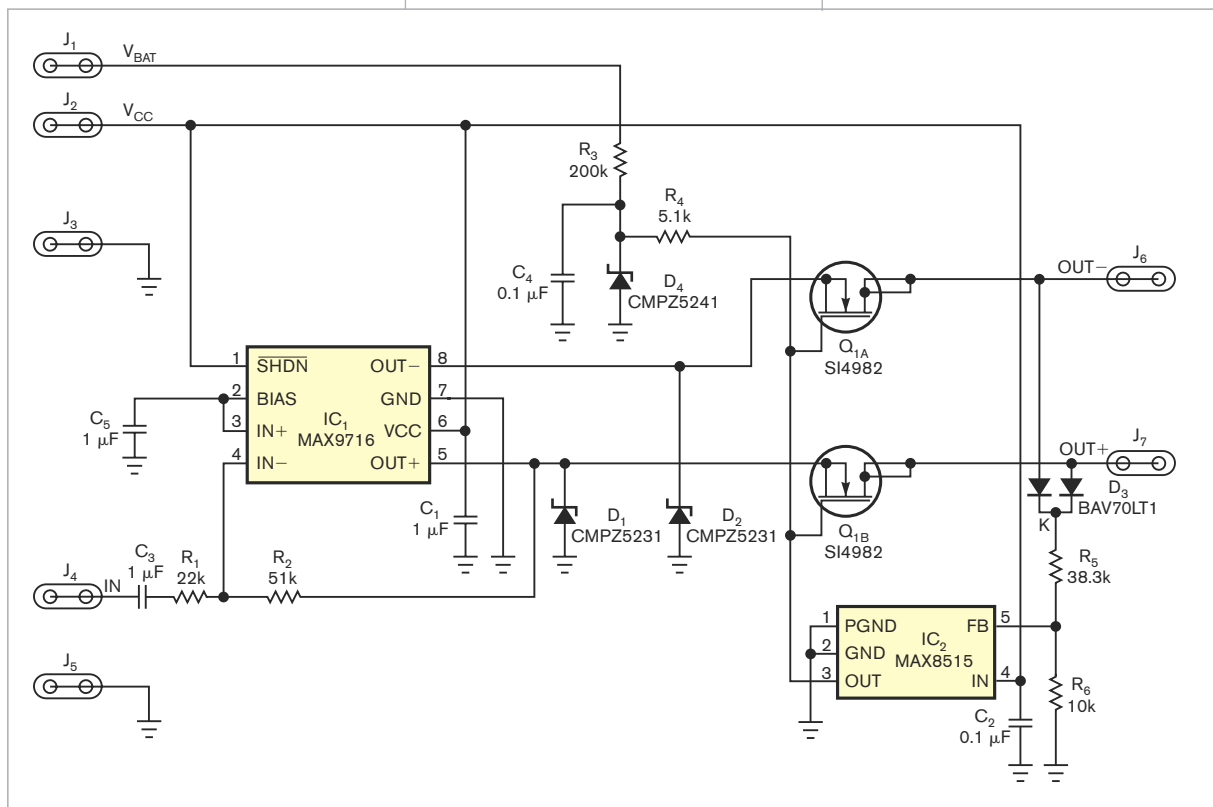 J1
VBAT
J2
VCC
R3
200k
J3
R4
5.1k
C4
0.1 µF
D4
CMPZ5241
OUT−
J6
Q1A
SI4982
1
SHDN
OUT−
8
2
BIAS
GND
7
3
IN+
VCC
6
4
IN−
OUT+
5
IC1
MAX9716
C5
1 µF
OUT+
J7
C1
1 µF
D1
CMPZ5231
D2
CMPZ5231
Q1B
SI4982
K
D3
BAV70LT1
J4
IN
C3
1 µF
R1
22k
R2
51k
R5
38.3k
1
PGND
FB
5
2
GND
3
OUT
IN
4
IC2
MAX8515
J5
C2
0.1 µF
R6
10k